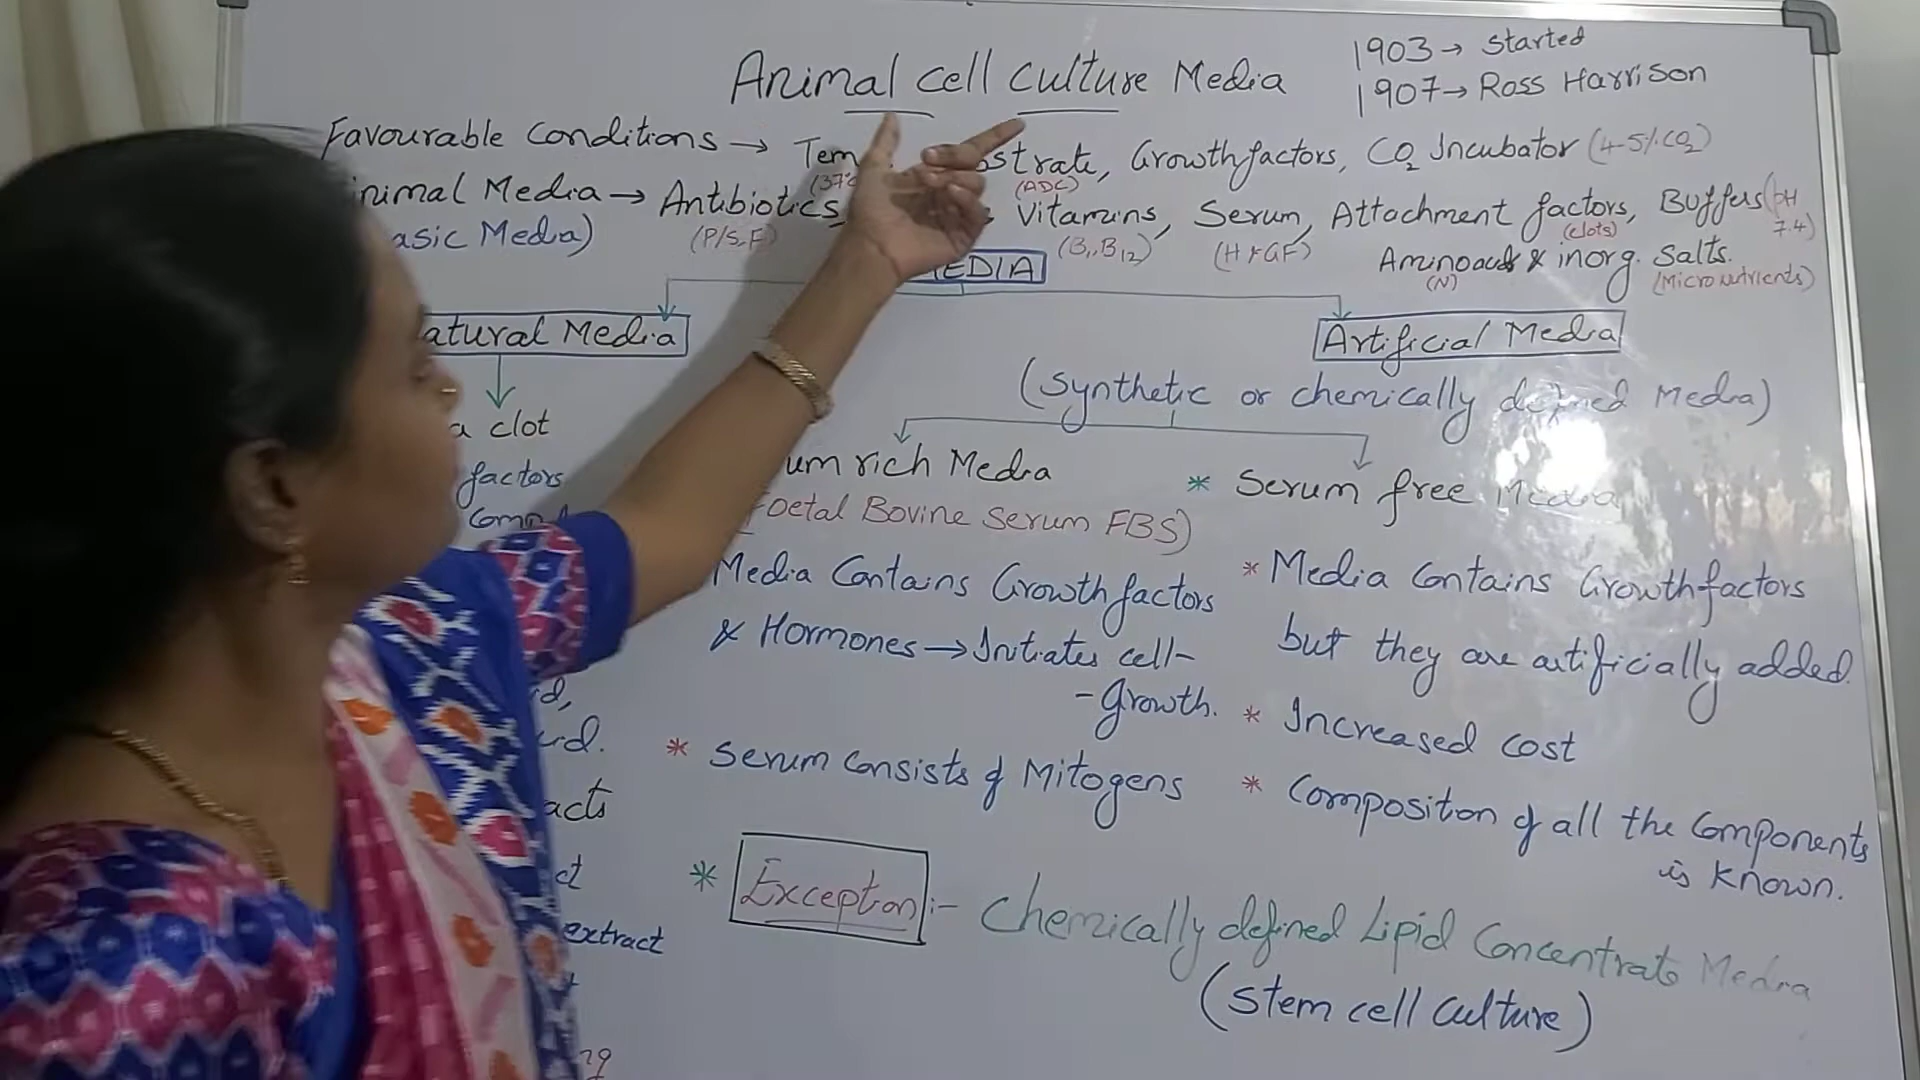 Animal Cell Culture Media
1903 → Started
1907 → Ross Harrison
Favourable Conditions → Tem strate, Growth factors, CO2 Incubator (4-5% CO2)
(37°c (ADC)
inimal Media → Antibiotics, Vitamins, Serum, Attachment factors, Buffers (pH 7.4)
asic Media) (P/S, F) (B1, B12) (H & GF) (clots)
Aminoacids & inorg. Salts.
(N) (Micronutrients)
EDIA
atural Media
Artificial Media
(Synthetic or chemically defined Media)
a clot
factors
um rich Media
* Serum free Media
oetal Bovine Serum FBS)
Media Contains Growth factors
& Hormones → Initiates cell-
-growth.
* Media Contains Growth factors
but they are artificially added.
* Increased cost
* Serum consists of Mitogens
* Composition of all the Components
is known.
acts
ct
extract
* Exception :- Chemically defined Lipid Concentrate Media
(Stem cell culture)